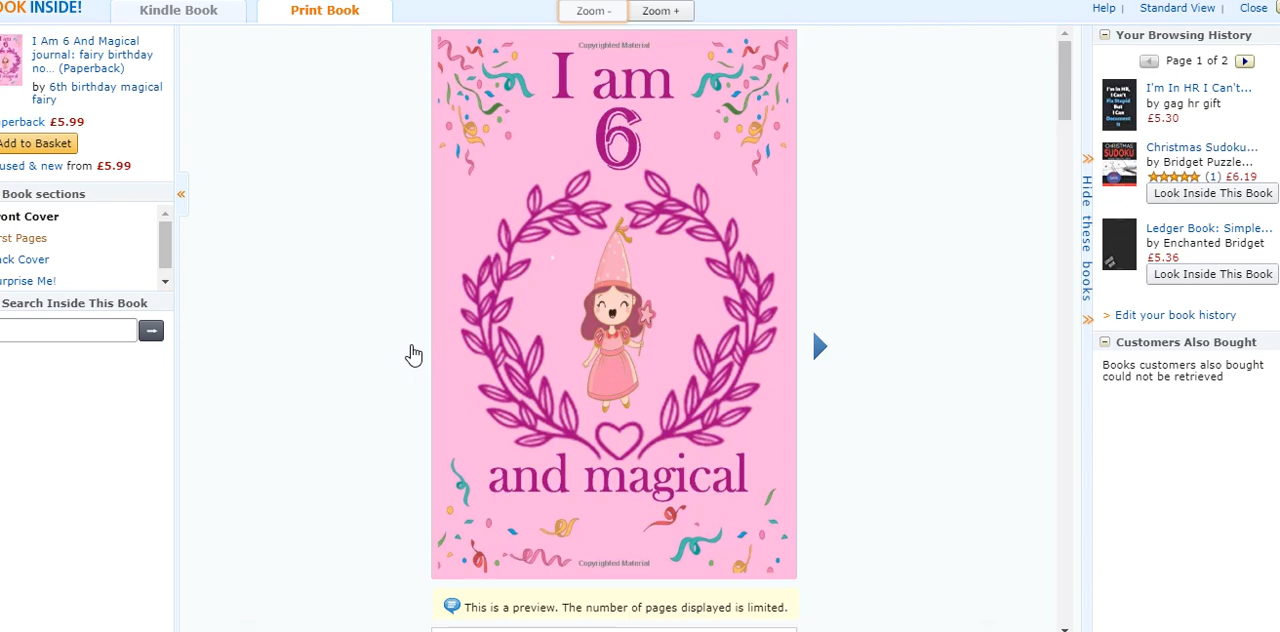 OOK INSIDE!
Kindle Book
Print Book
Zoom -
Zoom +
Help |
Standard View |
Close
I Am 6 And Magical
journal: fairy birthday
no... (Paperback)
by 6th birthday magical
fairy
perback £5.99
Add to Basket
used & new from £5.99
Book sections
ont Cover
rst Pages
ck Cover
urprise Me!
Search Inside This Book
Copyrighted Material
I am
6
and magical
Copyrighted Material
This is a preview. The number of pages displayed is limited.
Your Browsing History
Page 1 of 2
I'm In HR I Can't...
by gag hr gift
£5.30
Christmas Sudoku...
by Bridget Puzzle...
(1) £6.19
Look Inside This Book
Ledger Book: Simple...
by Enchanted Bridget
£5.36
Look Inside This Book
> Edit your book history
Customers Also Bought
Books customers also bought
could not be retrieved
Hide these books